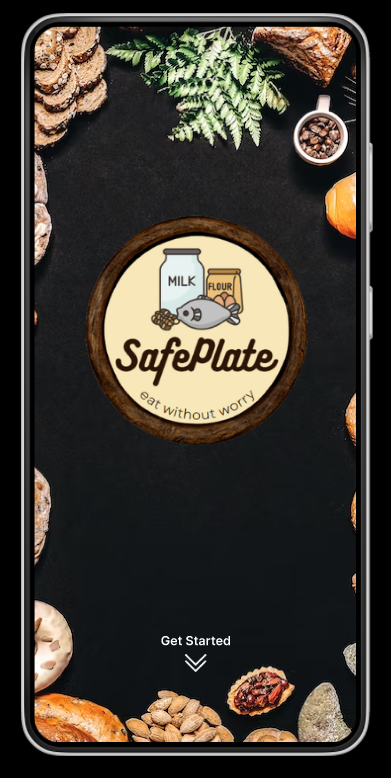 MILK
FLOUR
SafePlate
eat without worry
Get Started